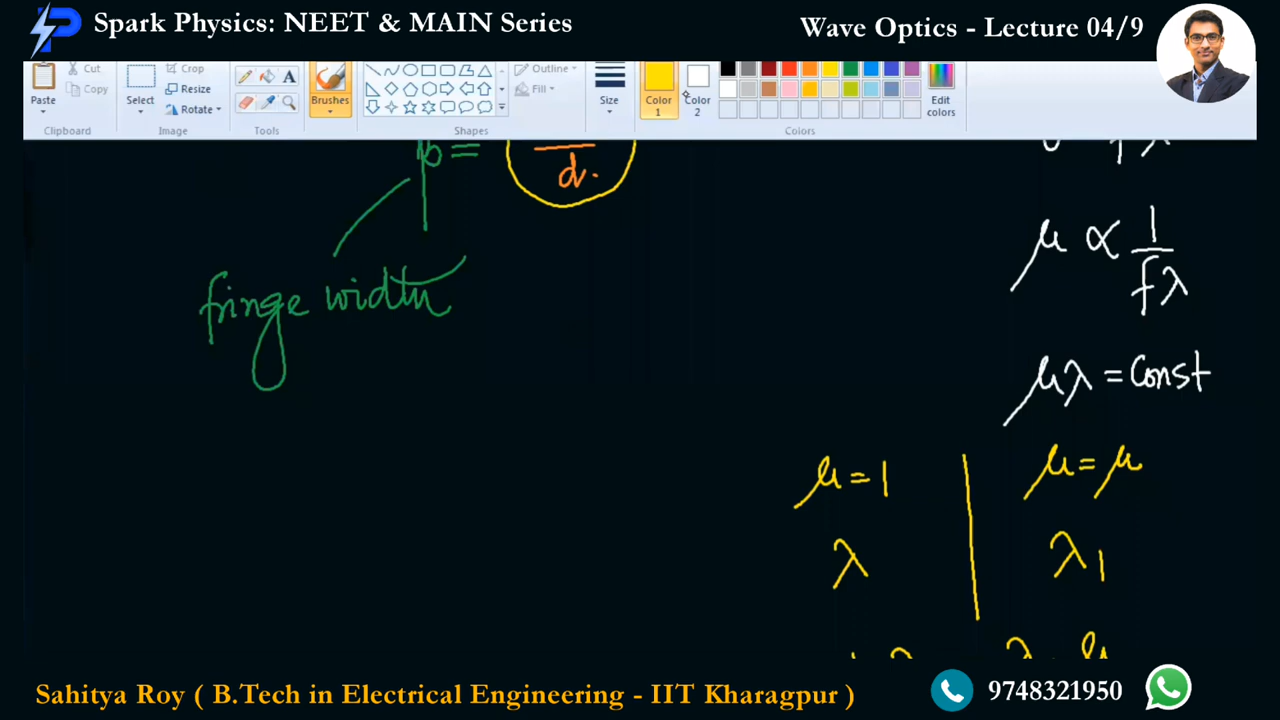 Spark Physics: NEET & MAIN Series
Wave Optics - Lecture 04/9
Cut
Copy
Paste
Clipboard
Select
Crop
Resize
Rotate
Image
A
Tools
Brushes
Outline
Fill
Shapes
Size
Color 1
Color 2
Edit colors
Colors
β =
d.
fringe width
μ ∝ 1
fλ
μλ = Const
μ = 1
μ = μ
λ
λ1
Sahitya Roy ( B.Tech in Electrical Engineering - IIT Kharagpur )
9748321950